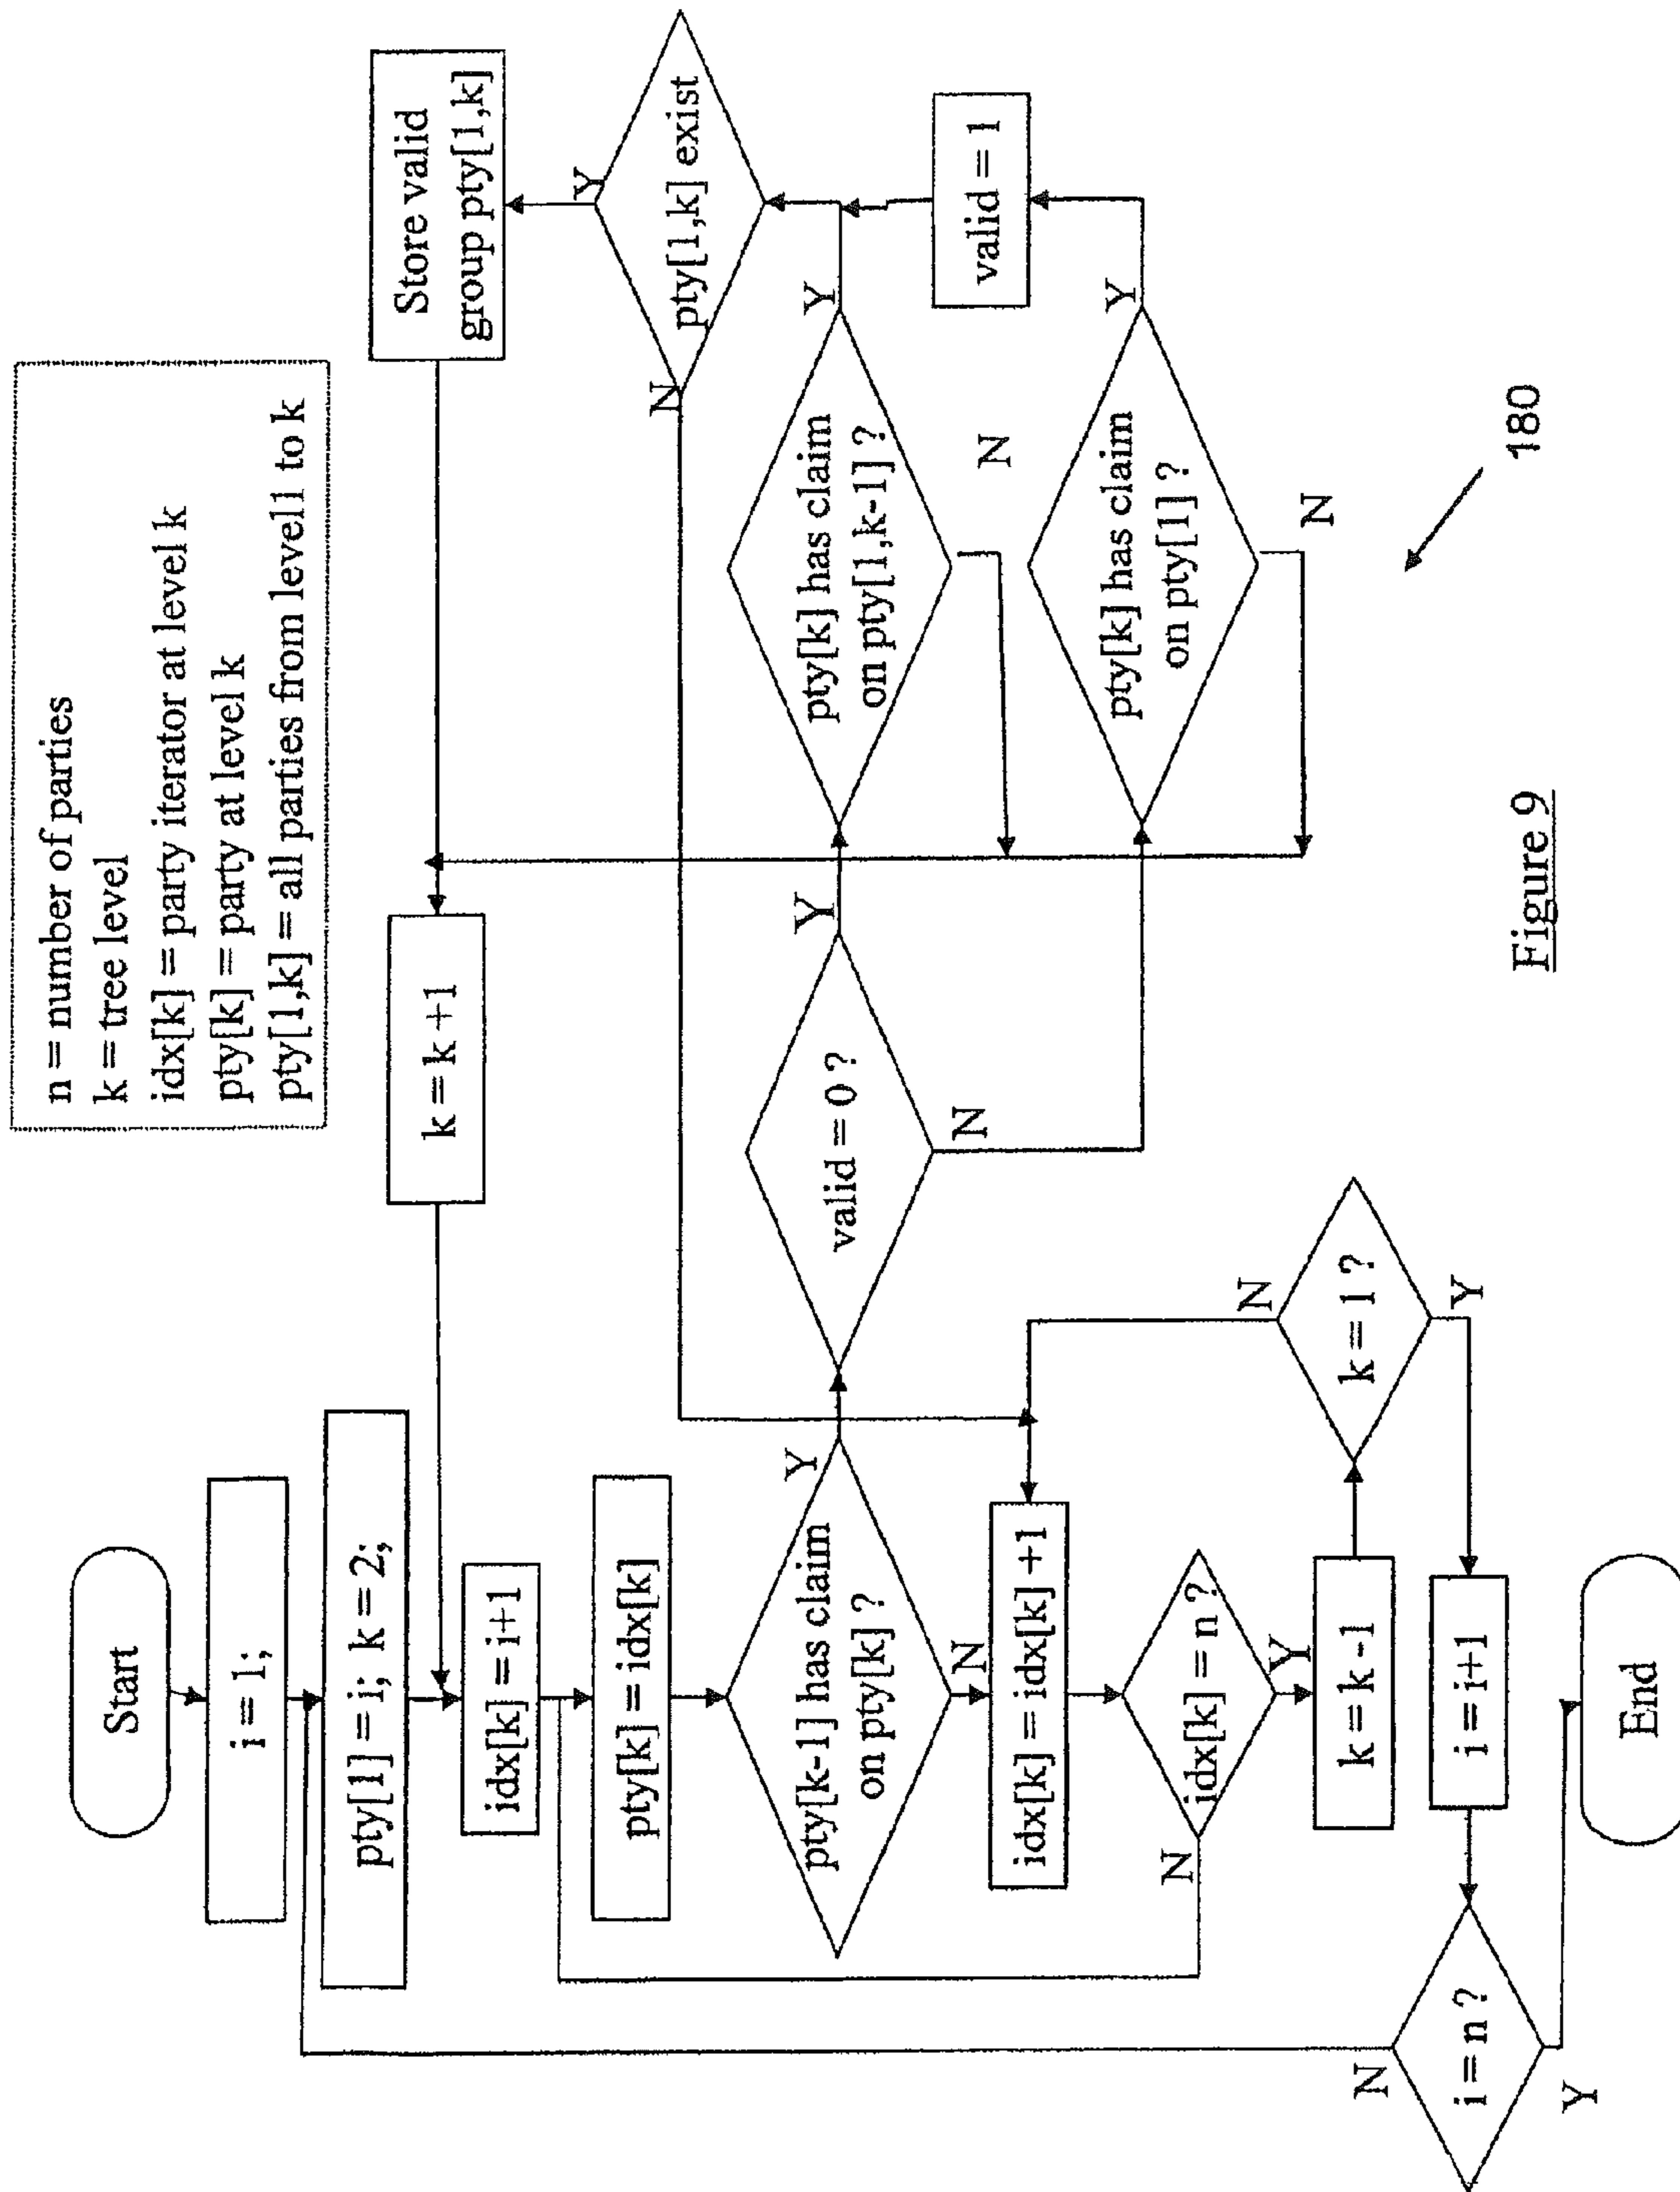 n = number of parties
k = tree level
idx[k] = party iterator at level k
pty[k] = party at level k
pty[1,k] = all parties from level1 to k
Start
i = 1;
pty[1] = i; k = 2;
idx[k] = i+1
pty[k] = idx[k]
pty[k-1] has claim
on pty[k] ?
Y
N
idx[k] = idx[k] +1
idx[k] = n ?
N
Y
k = k -1
k = 1 ?
N
Y
i = i+1
i = n ?
N
Y
End
k = k +1
valid = 0 ?
Y
N
pty[k] has claim
on pty[1,k-1] ?
Y
N
pty[k] has claim
on pty[1] ?
Y
N
valid = 1
pty[1,k] exist
Y
N
Store valid
group pty[1,k]
180
Figure 9